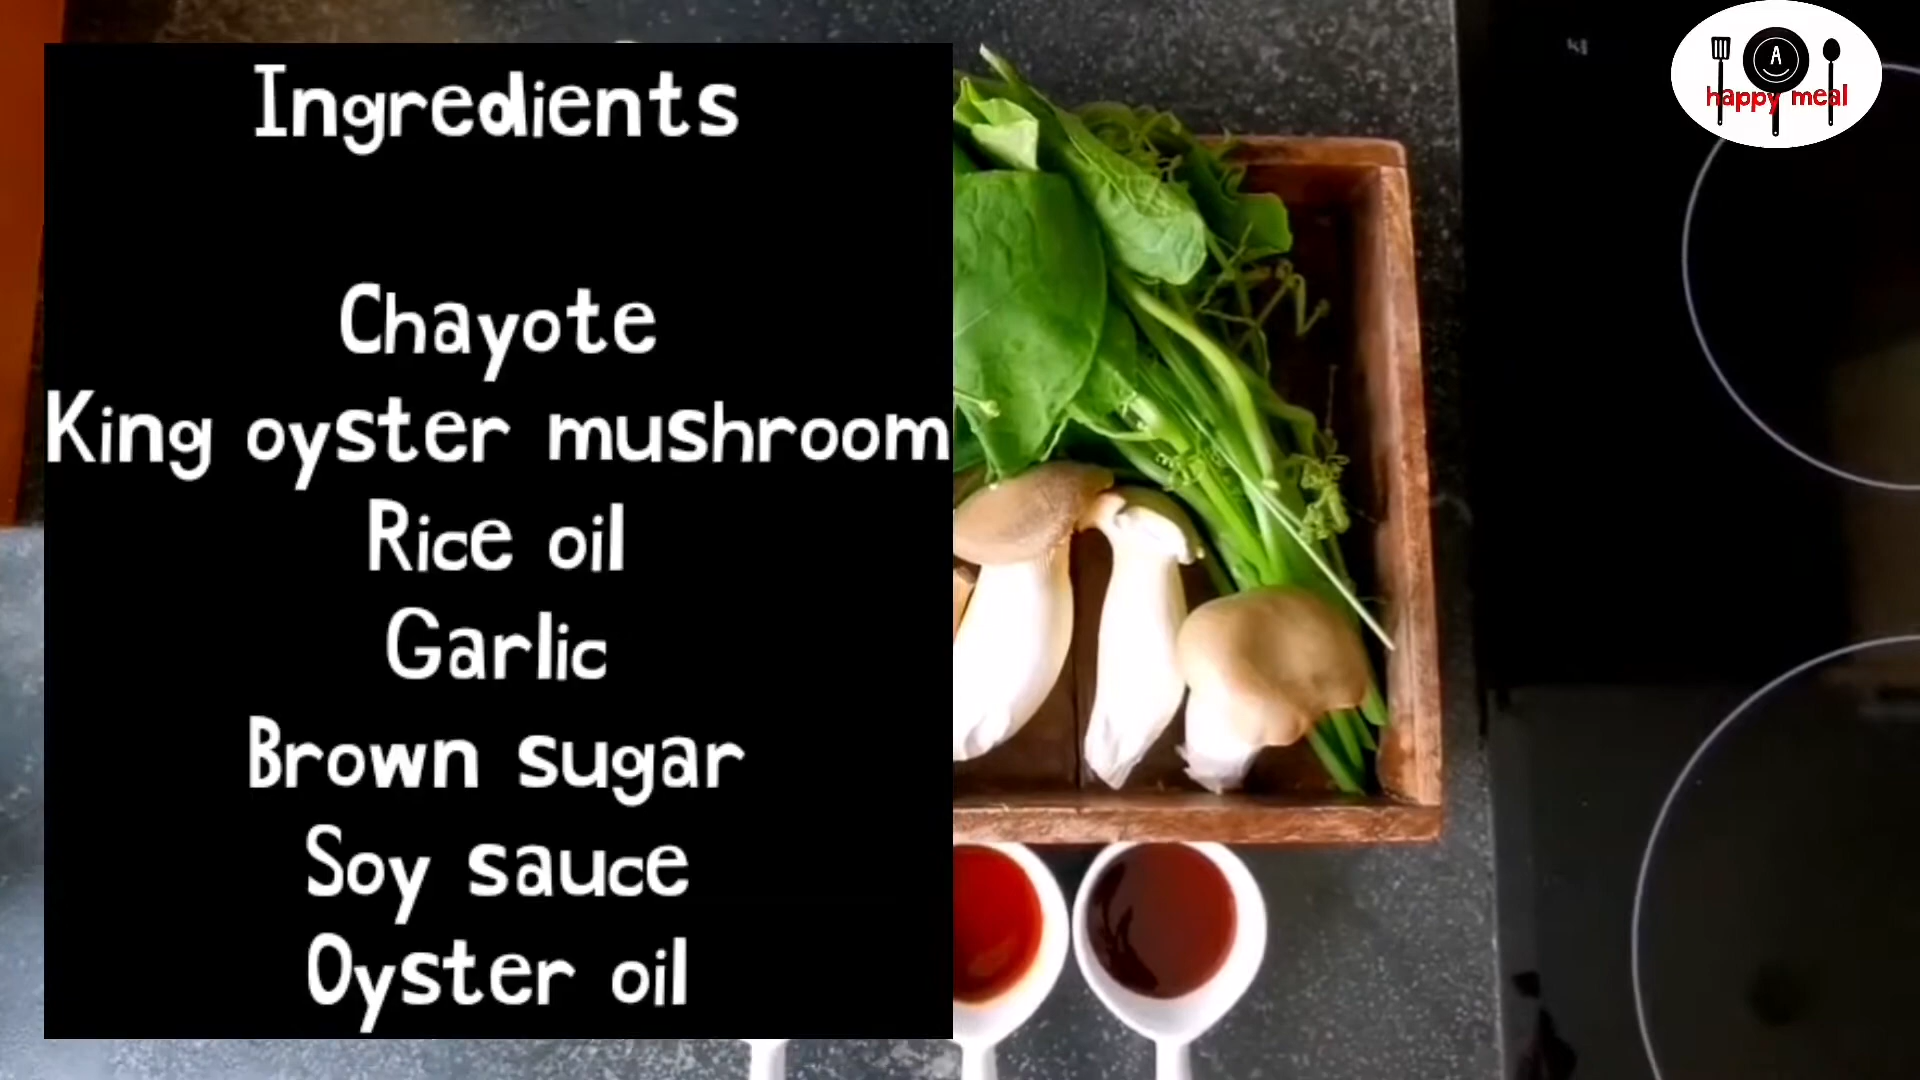 Ingredients
Chayote
King oyster mushroom
Rice oil
Garlic
Brown sugar
Soy sauce
Oyster oil
A
happy meal